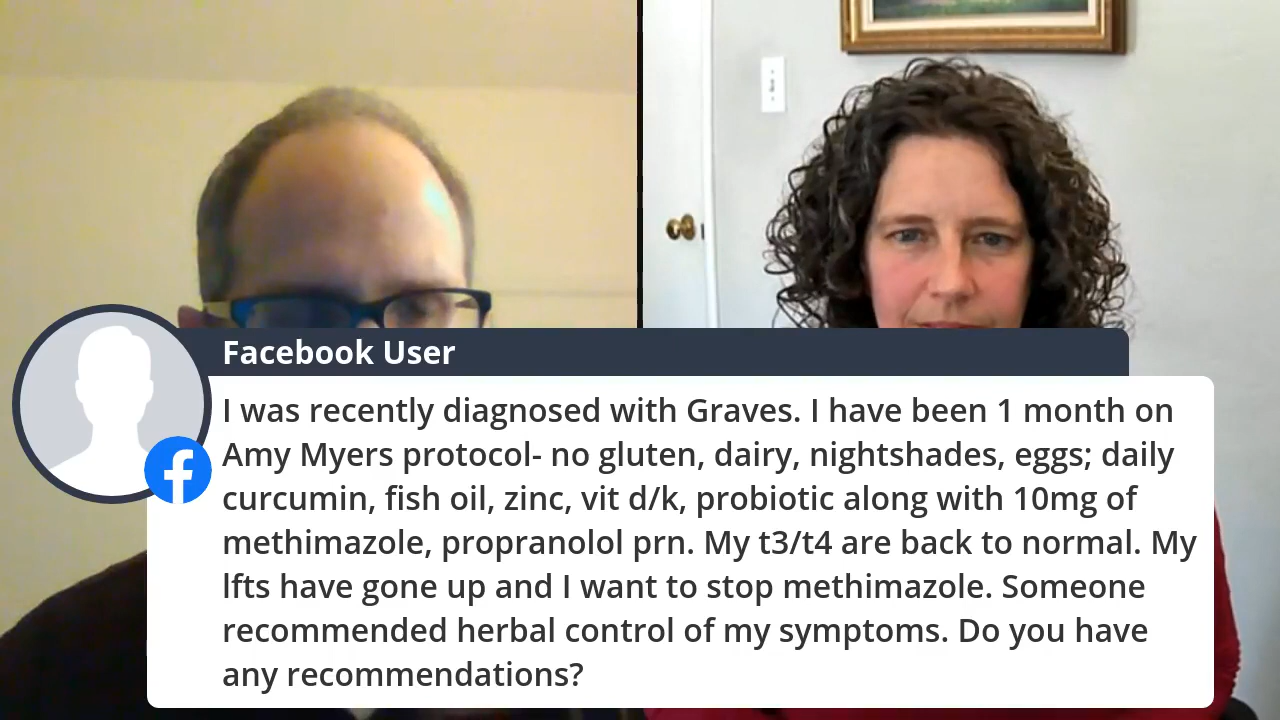 Facebook User
I was recently diagnosed with Graves. I have been 1 month on
Amy Myers protocol- no gluten, dairy, nightshades, eggs; daily
curcumin, fish oil, zinc, vit d/k, probiotic along with 10mg of
methimazole, propranolol prn. My t3/t4 are back to normal. My
lfts have gone up and I want to stop methimazole. Someone
recommended herbal control of my symptoms. Do you have
any recommendations?